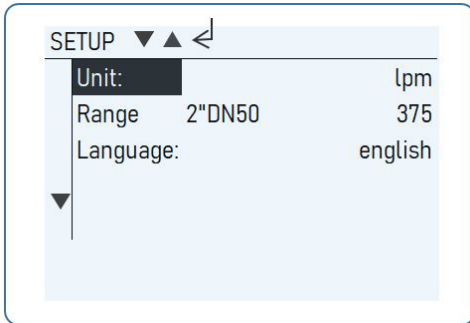 SETUP ▼ ▲ ↵
Unit: lpm
Range 2"DN50 375
Language: english
▼